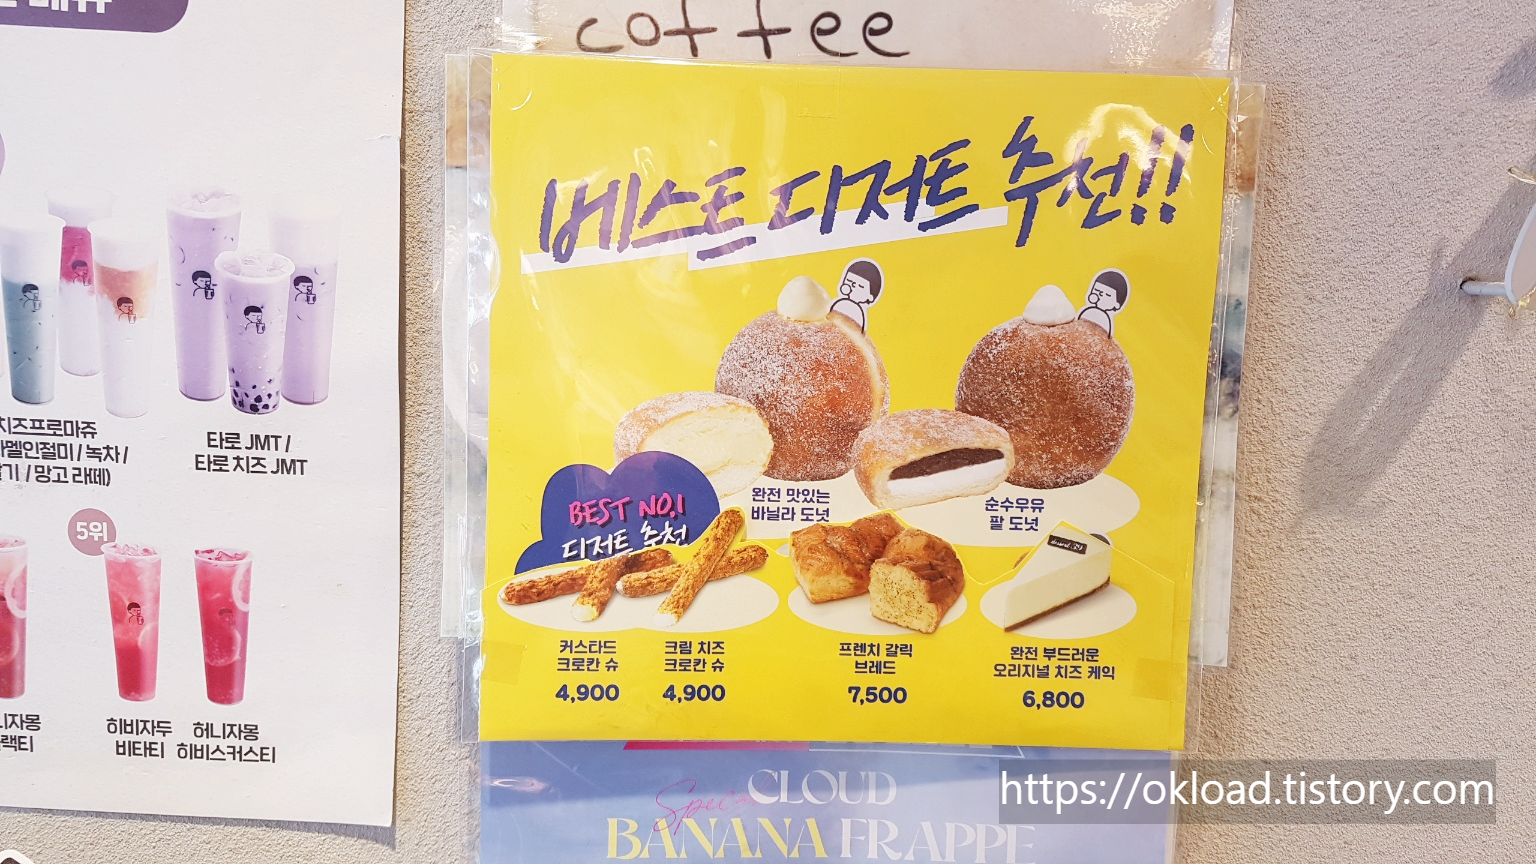 coffee
베스트 디저트 추천!!
완전 맛있는
바닐라 도넛
순수우유
팥 도넛
BEST NO.1
디저트 추천
dessert 39
커스타드
크로칸 슈
4,900
크림 치즈
크로칸 슈
4,900
프렌치 갈릭
브레드
7,500
완전 부드러운
오리지널 치즈 케익
6,800
Special
CLOUD
BANANA FRAPPE
치즈프로마쥬
멜인절미 / 녹차 /
기 / 망고 라떼)
타로 JMT /
타로 치즈 JMT
5위
니자몽
랙티
히비자두
비타티
허니자몽
히비스커스티
https://okload.tistory.com